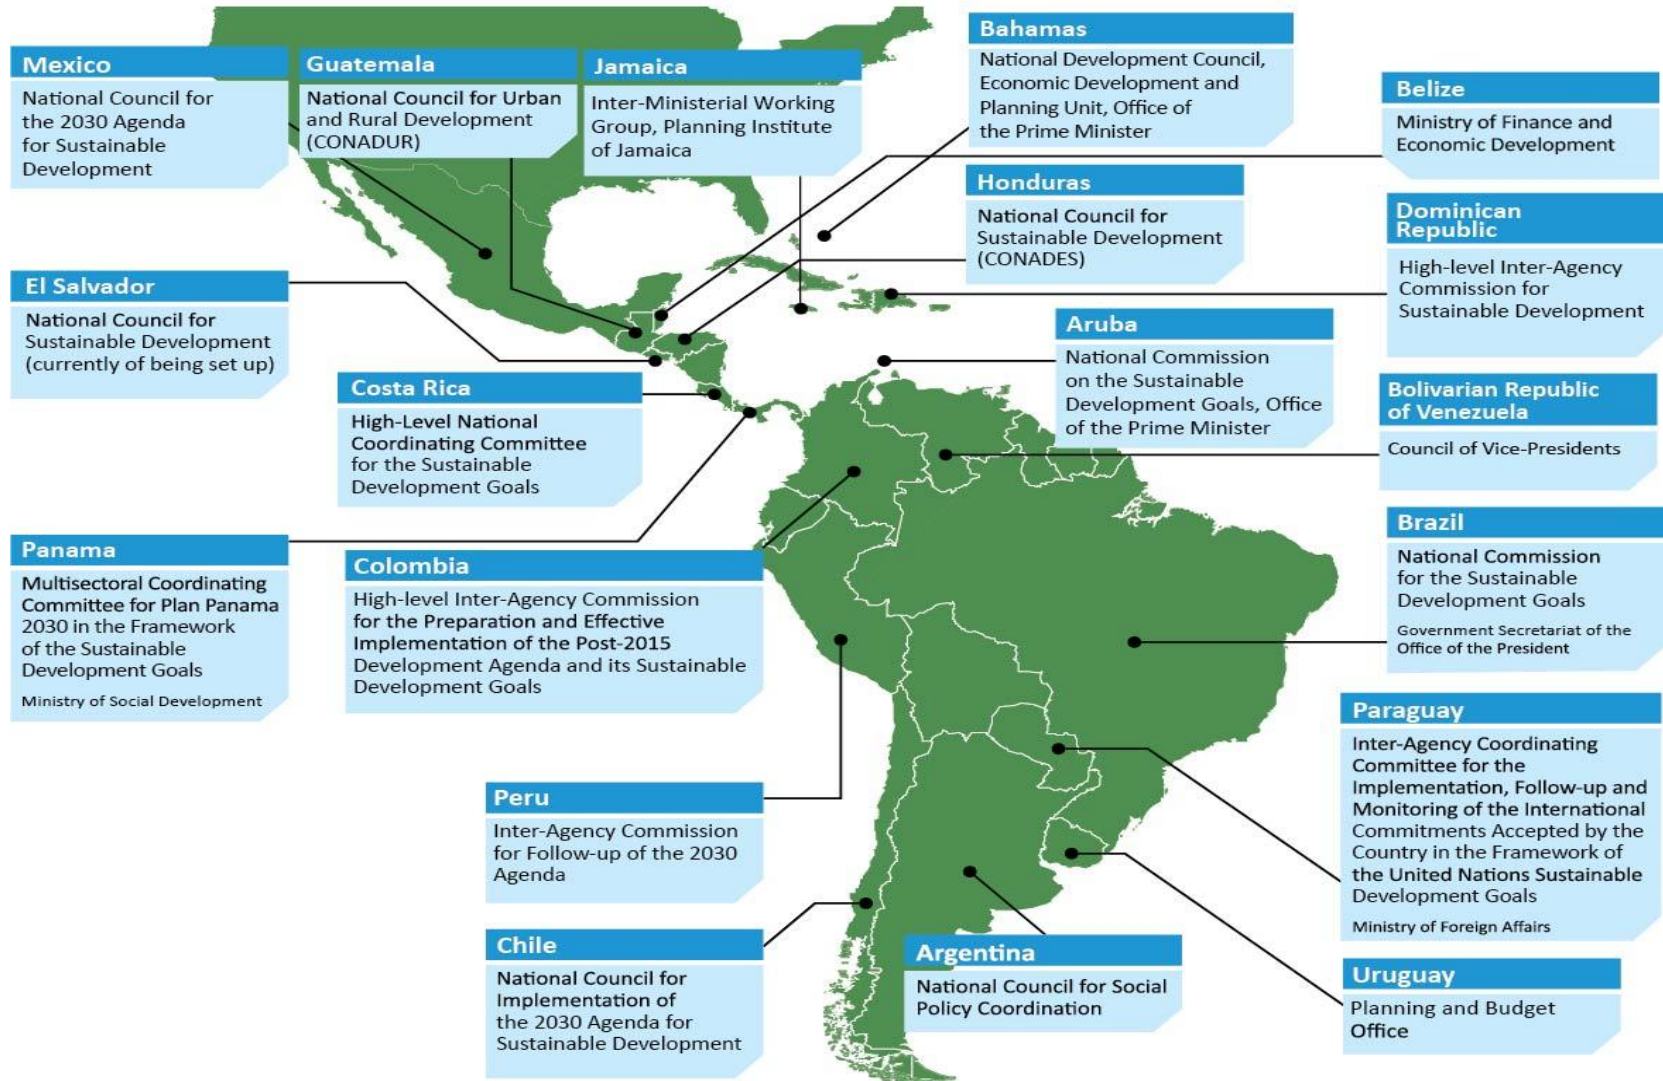 Mexico
National Council for
the 2030 Agenda
for Sustainable
Development
Guatemala
National Council for Urban
and Rural Development
(CONADUR)
Jamaica
Inter-Ministerial Working
Group, Planning Institute
of Jamaica
Bahamas
National Development Council,
Economic Development and
Planning Unit, Office of
the Prime Minister
Belize
Ministry of Finance and
Economic Development
Honduras
National Council for
Sustainable Development
(CONADES)
Dominican
Republic
High-level Inter-Agency
Commission for
Sustainable Development
El Salvador
National Council for
Sustainable Development
(currently of being set up)
Aruba
National Commission
on the Sustainable
Development Goals, Office
of the Prime Minister
Costa Rica
High-Level National
Coordinating Committee
for the Sustainable
Development Goals
Bolivarian Republic
of Venezuela
Council of Vice-Presidents
Panama
Multisectoral Coordinating
Committee for Plan Panama
2030 in the Framework
of the Sustainable
Development Goals
Ministry of Social Development
Colombia
High-level Inter-Agency Commission
for the Preparation and Effective
Implementation of the Post-2015
Development Agenda and its Sustainable
Development Goals
Brazil
National Commission
for the Sustainable
Development Goals
Government Secretariat of the
Office of the President
Paraguay
Inter-Agency Coordinating
Committee for the
Implementation, Follow-up and
Monitoring of the International
Commitments Accepted by the
Country in the Framework of
the United Nations Sustainable
Development Goals
Ministry of Foreign Affairs
Peru
Inter-Agency Commission
for Follow-up of the 2030
Agenda
Chile
National Council for
Implementation of
the 2030 Agenda for
Sustainable Development
Argentina
National Council for Social
Policy Coordination
Uruguay
Planning and Budget
Office